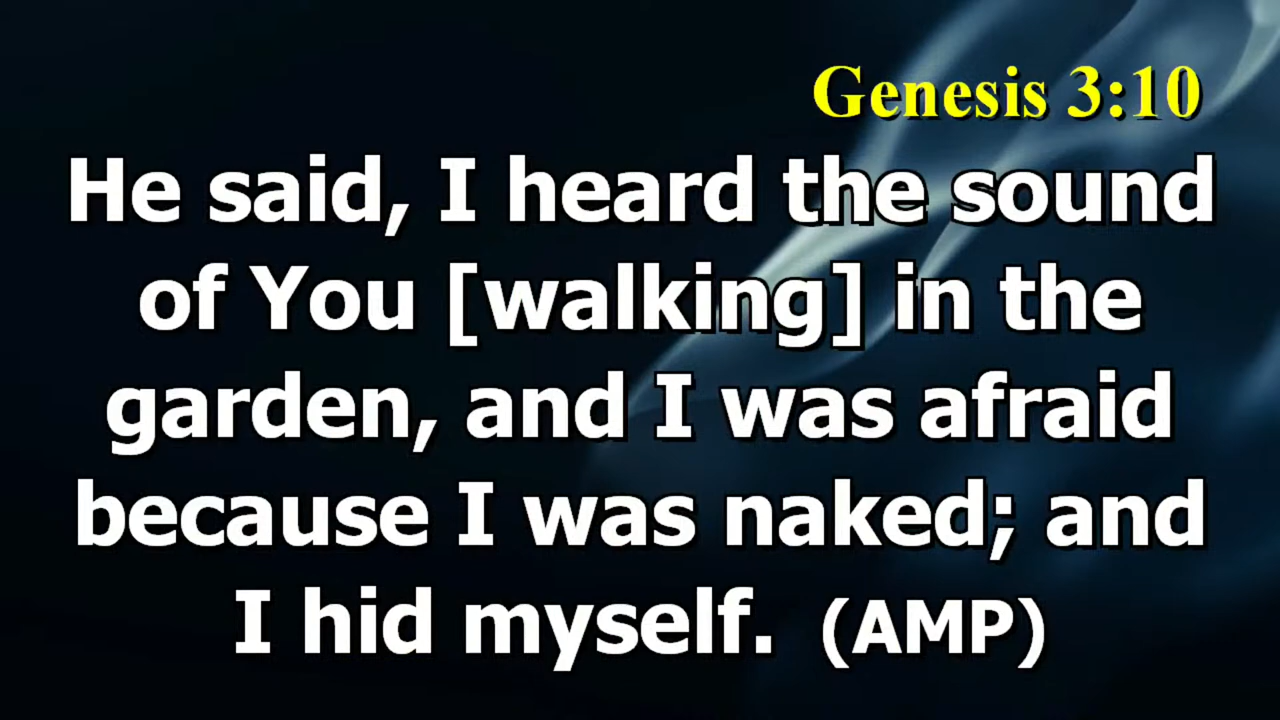 Genesis 3:10
He said, I heard the sound
of You [walking] in the
garden, and I was afraid
because I was naked; and
I hid myself. (AMP)